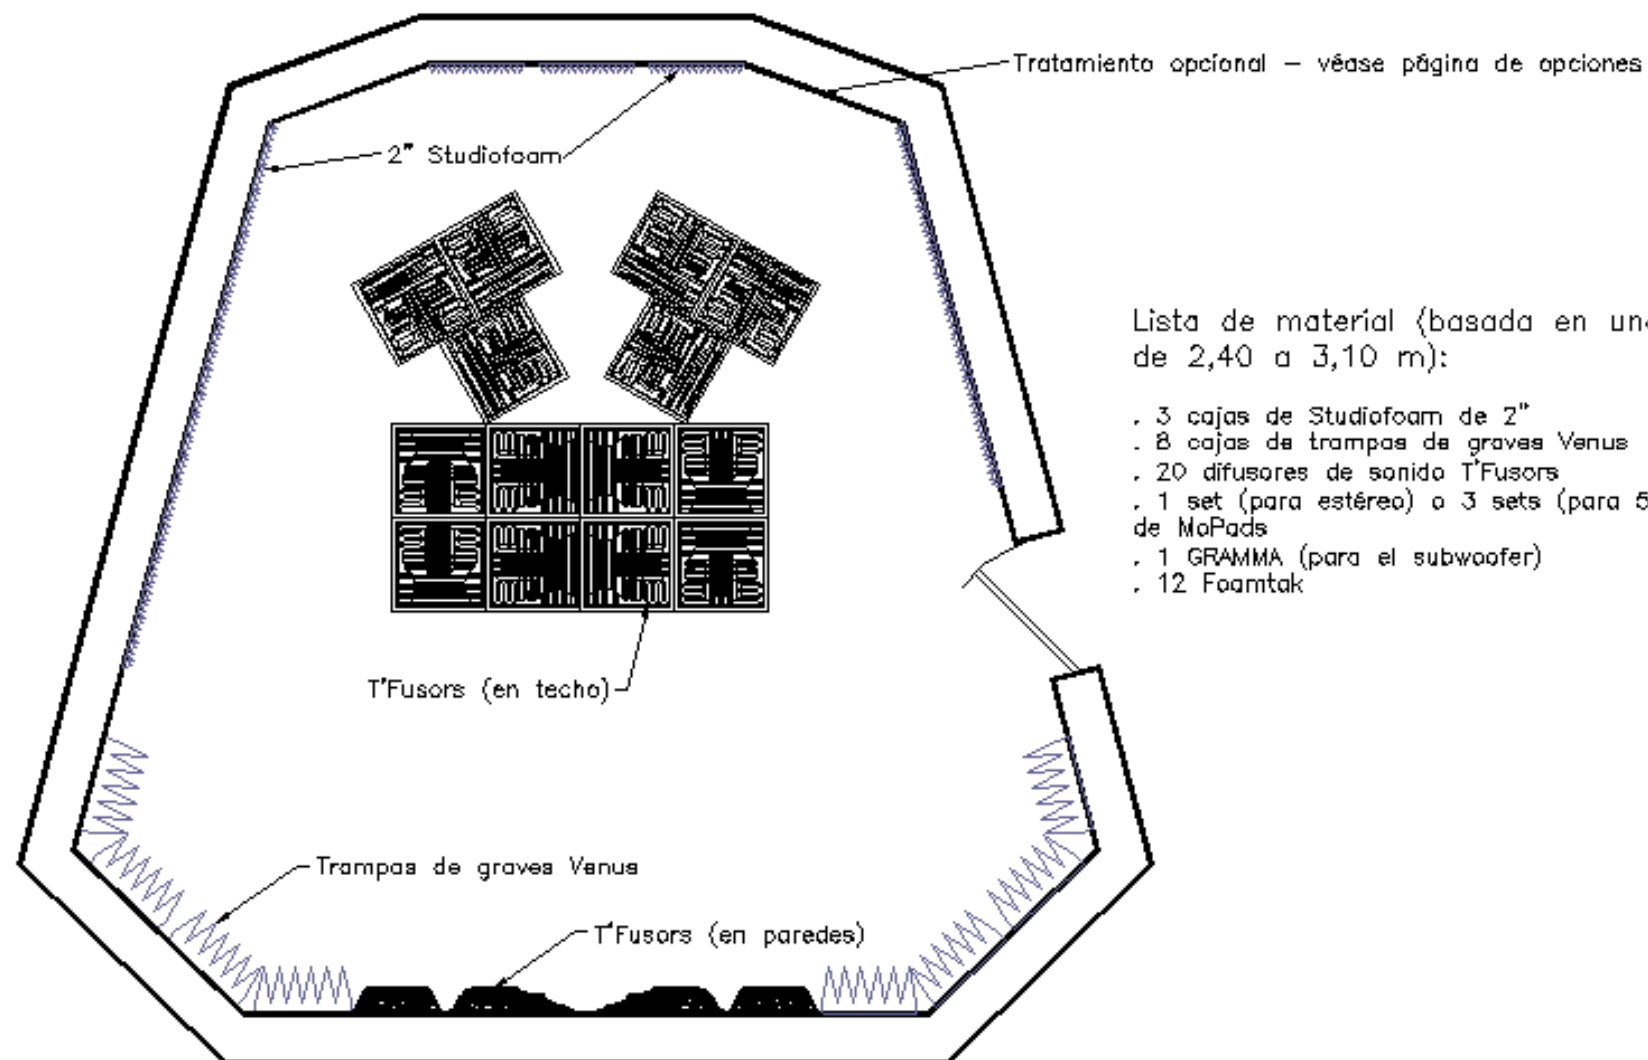 Tratamiento opcional – véase página de opciones
2" Studiofoam
Lista de material (basada en una
de 2,40 a 3,10 m):
. 3 cajas de Studiofoam de 2"
. 8 cajas de trampas de graves Venus
. 20 difusores de sonido T'Fusors
. 1 set (para estéreo) o 3 sets (para 5
de MoPads
. 1 GRAMMA (para el subwoofer)
. 12 Foamtak
T'Fusors (en techo)
Trampas de graves Venus
T'Fusors (en paredes)